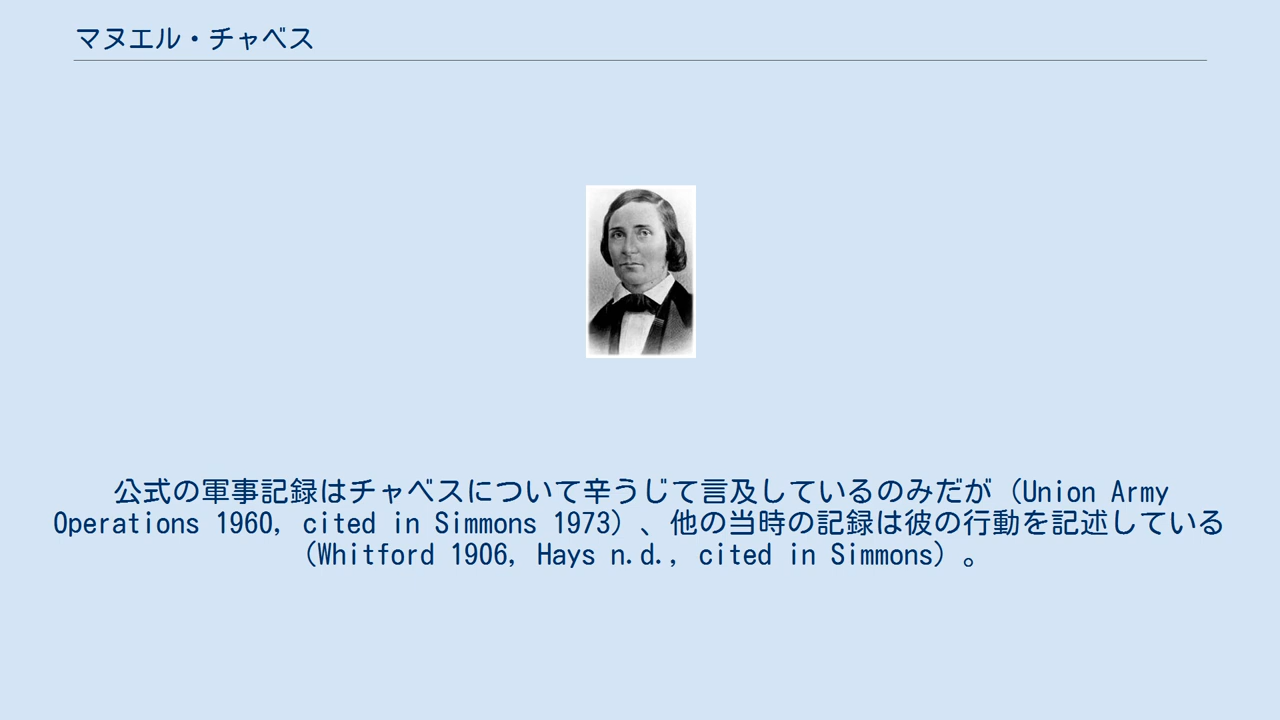 マヌエル・チャベス
公式の軍事記録はチャベスについて辛うじて言及しているのみだが（Union Army
Operations 1960, cited in Simmons 1973）、他の当時の記録は彼の行動を記述している
（Whitford 1906, Hays n.d., cited in Simmons）。